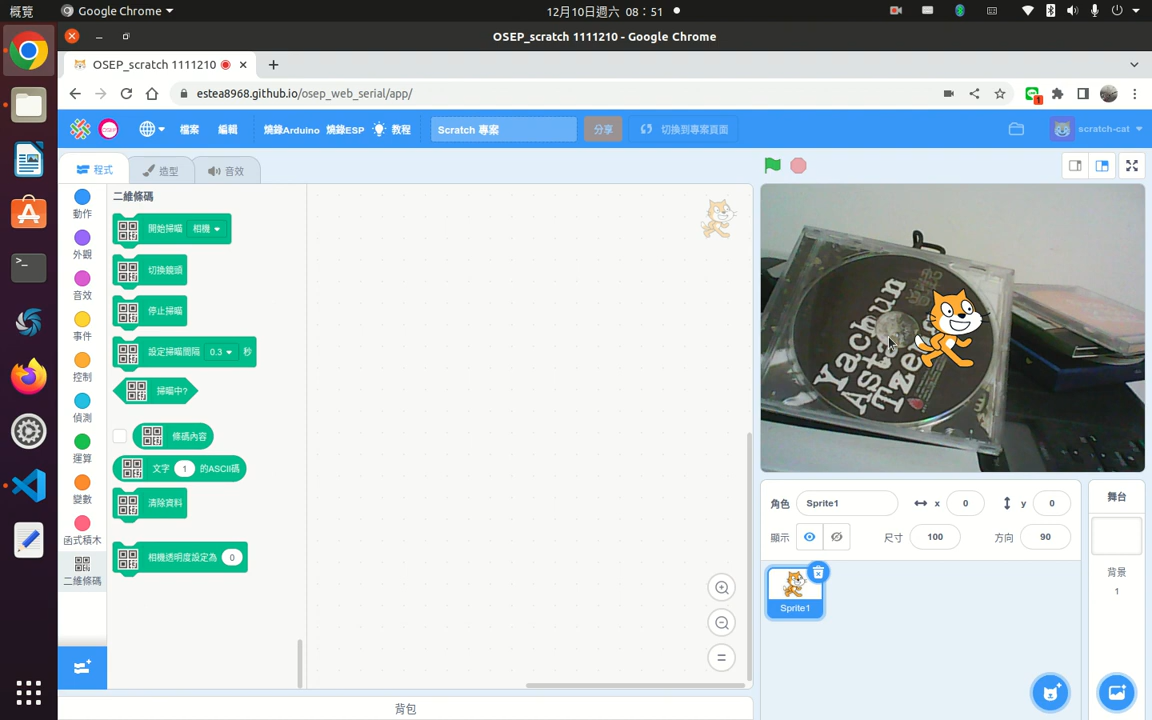 概覽
Google Chrome
12月10日週六 08：51
OSEP_scratch 1111210 - Google Chrome
OSEP_scratch 1111210
estea8968.github.io/osep_web_serial/app/
1
OSEP
檔案
編輯
燒錄Arduino
燒錄ESP
教程
Scratch 專案
分享
切換到專案頁面
scratch-cat
程式
造型
音效
動作
外觀
音效
事件
控制
偵測
運算
變數
函式積木
二維條碼
二維條碼
開始掃瞄 相機
切換鏡頭
停止掃瞄
設定掃瞄間隔 0.3 秒
掃瞄中?
條碼內容
文字 1 的ASCII碼
清除資料
相機透明度設定為 0
背包
Yachun
Aste
Tze
角色
Sprite1
x
0
y
0
顯示
尺寸
100
方向
90
Sprite1
舞台
背景
1